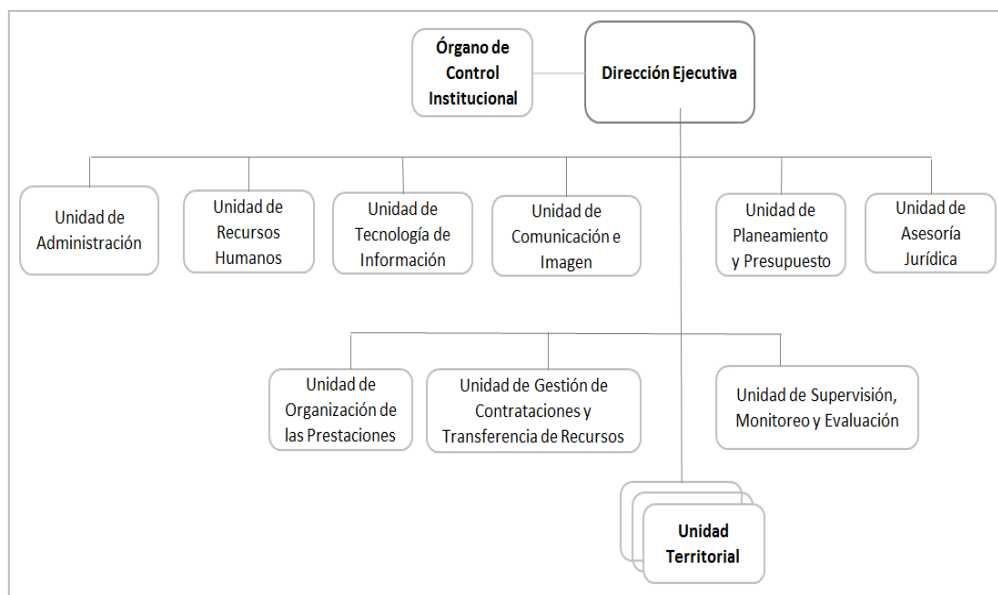 Órgano de
Control
Institucional
Dirección Ejecutiva
Unidad de
Administración
Unidad de
Recursos
Humanos
Unidad de
Tecnología de
Información
Unidad de
Comunicación e
Imagen
Unidad de
Planeamiento
y Presupuesto
Unidad de
Asesoría
Jurídica
Unidad de
Organización de
las Prestaciones
Unidad de Gestión de
Contrataciones y
Transferencia de Recursos
Unidad de Supervisión,
Monitoreo y Evaluación
Unidad
Territorial